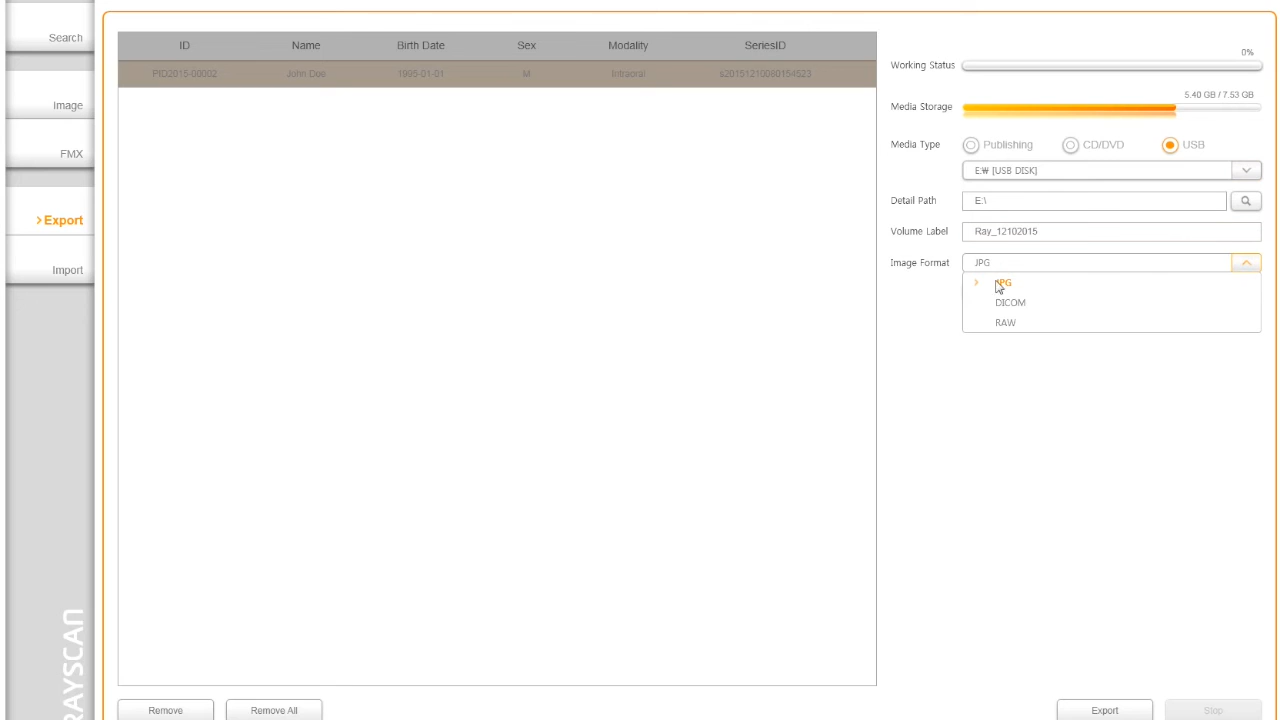 Search
Image
FMX
Export
Import
RAYSCAN
ID Name Birth Date Sex Modality SeriesID
PID2015-00002 John Doe 1995-01-01 M Intraoral s20151210080154523
Working Status 0%
Media Storage 5.40 GB / 7.53 GB
Media Type Publishing CD/DVD USB
E:₩ [USB DISK]
Detail Path E:\
Volume Label Ray_12102015
Image Format JPG
JPG
DICOM
RAW
Remove Remove All Export Stop